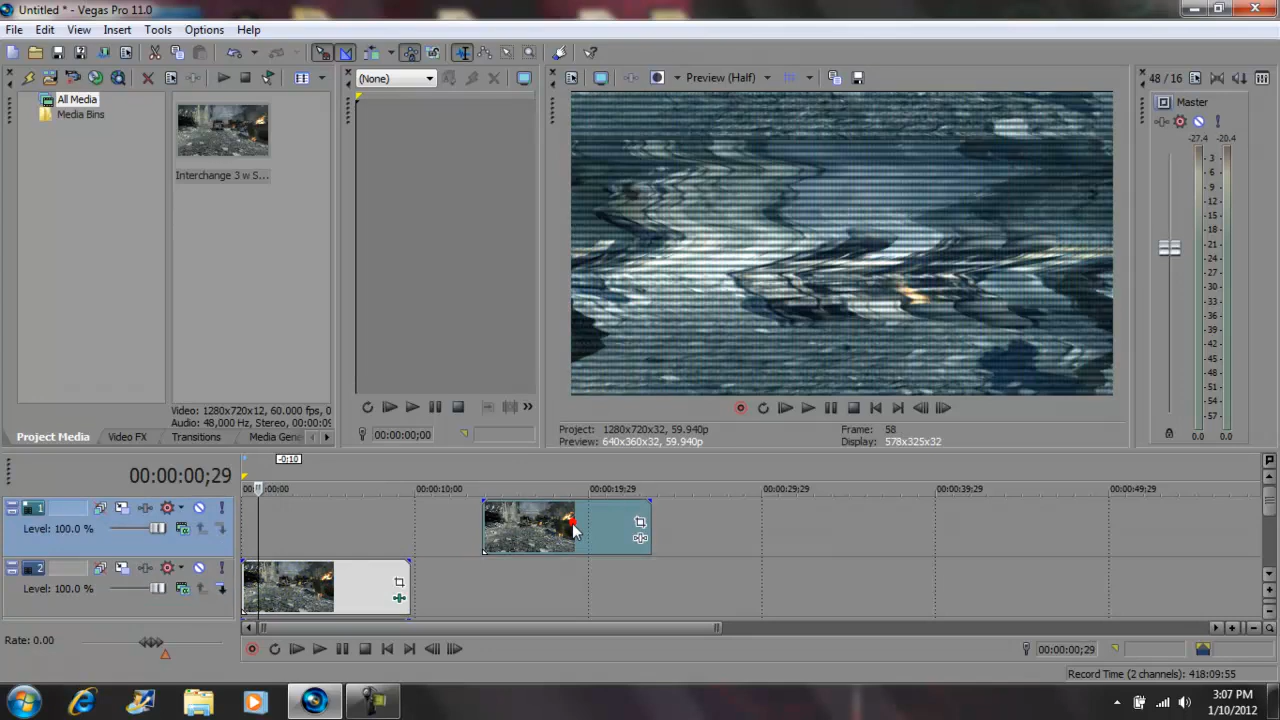 Untitled * - Vegas Pro 11.0
File Edit View Insert Tools Options Help
(None)
Preview (Half)
48 / 16
All Media
Media Bins
Interchange 3 w S...
Master
-27.4 -20.4
3
6
9
12
15
18
21
24
27
30
33
36
39
42
45
48
51
54
57
0.0 0.0
Video: 1280x720x12, 60.000 fps, 0
Audio: 48,000 Hz, Stereo, 00:00:09
Project Media Video FX Transitions Media Gene
00:00:00;00
Project: 1280x720x32, 59.940p
Preview: 640x360x32, 59.940p
Frame: 58
Display: 578x325x32
00:00:00;29
-0;10
00:00:00;00 00:00:10;00 00:00:19;29 00:00:29;29 00:00:39;29 00:00:49;29
1
Level: 100.0 %
2
Level: 100.0 %
Rate: 0.00
00:00:00;29
Record Time (2 channels): 418:09:55
3:07 PM
1/10/2012